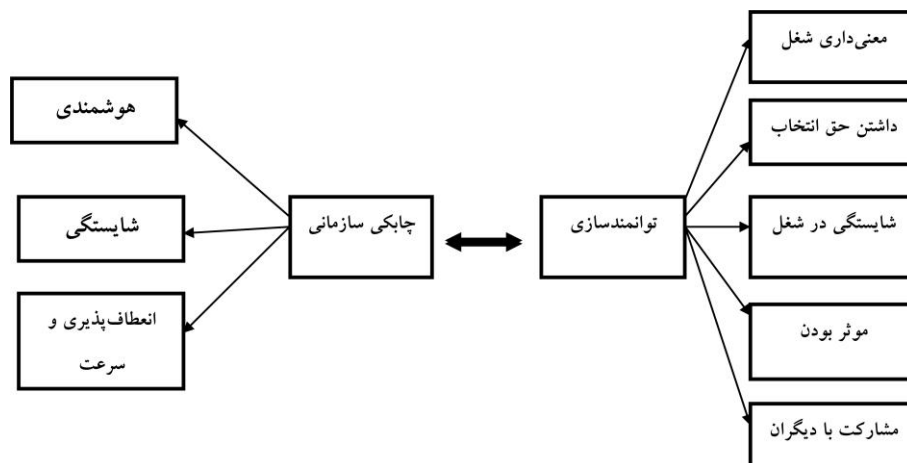 معنی‌داری شغل
داشتن حق انتخاب
شایستگی در شغل
موثر بودن
مشارکت با دیگران
توانمندسازی
چابکی سازمانی
هوشمندی
شایستگی
انعطاف‌پذیری و
سرعت